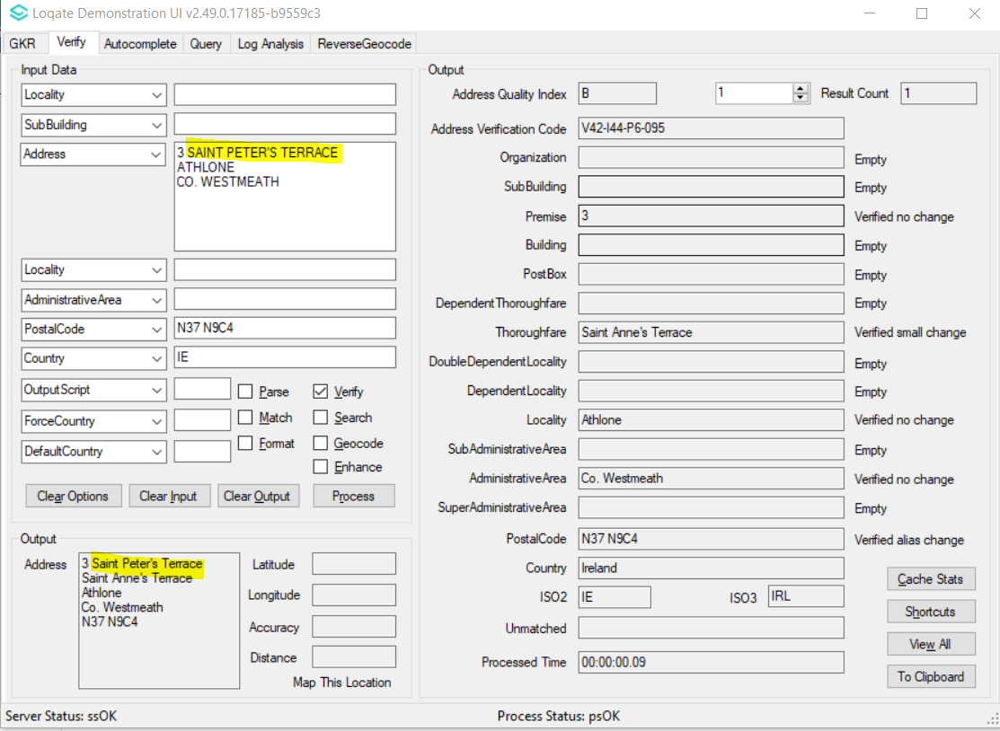 Loqate Demonstration UI v2.49.0.17185-b9559c3
GKR Verify Autocomplete Query Log Analysis ReverseGeocode
Input Data
Locality
SubBuilding
Address
3 SAINT PETER'S TERRACE
ATHLONE
CO. WESTMEATH
Locality
AdministrativeArea
PostalCode N37 N9C4
Country IE
OutputScript Parse Verify
ForceCountry Match Search
DefaultCountry Format Geocode
Enhance
Clear Options Clear Input Clear Output Process
Output
Address
3 Saint Peter's Terrace
Saint Anne's Terrace
Athlone
Co. Westmeath
N37 N9C4
Latitude
Longitude
Accuracy
Distance
Map This Location
Output
Address Quality Index B 1 Result Count 1
Address Verification Code V42-I44-P6-095
Organization Empty
SubBuilding Empty
Premise 3 Verified no change
Building Empty
PostBox Empty
DependentThoroughfare Empty
Thoroughfare Saint Anne's Terrace Verified small change
DoubleDependentLocality Empty
DependentLocality Empty
Locality Athlone Verified no change
SubAdministrativeArea Empty
AdministrativeArea Co. Westmeath Verified no change
SuperAdministrativeArea Empty
PostalCode N37 N9C4 Verified alias change
Country Ireland
ISO2 IE ISO3 IRL
Unmatched
Processed Time 00:00:00.09
Cache Stats
Shortcuts
View All
To Clipboard
Server Status: ssOK Process Status: psOK